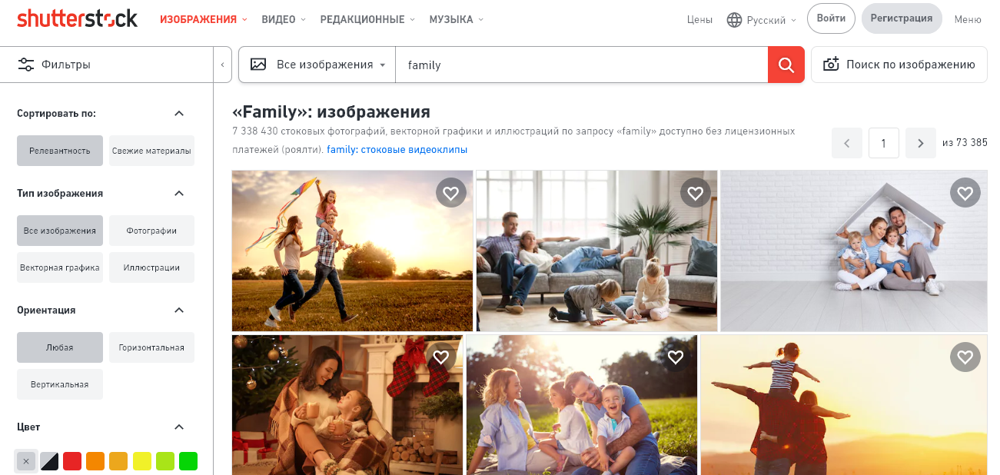 shutterstock
ИЗОБРАЖЕНИЯ ВИДЕО РЕДАКЦИОННЫЕ МУЗЫКА
Цены Русский Войти Регистрация Меню
Фильтры
Все изображения family Поиск по изображению
Сортировать по:
Релевантность Свежие материалы
Тип изображения
Все изображения Фотографии
Векторная графика Иллюстрации
Ориентация
Любая Горизонтальная
Вертикальная
Цвет
«Family»: изображения
7 338 430 стоковых фотографий, векторной графики и иллюстраций по запросу «family» доступно без лицензионных
платежей (роялти). family: стоковые видеоклипы
1 из 73 385